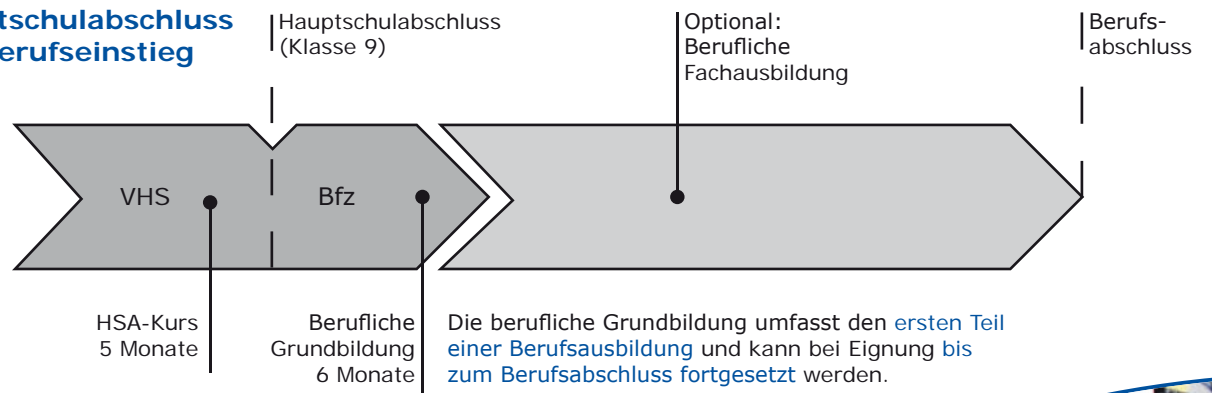 tschulabschluss
erufseinstieg
Hauptschulabschluss
(Klasse 9)
Optional:
Berufliche
Fachausbildung
Berufs-
abschluss
VHS
Bfz
HSA-Kurs
5 Monate
Berufliche
Grundbildung
6 Monate
Die berufliche Grundbildung umfasst den ersten Teil
einer Berufsausbildung und kann bei Eignung bis
zum Berufsabschluss fortgesetzt werden.